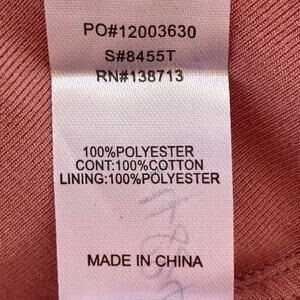 PO#12003630
S#8455T
RN#138713
100%POLYESTER
CONT:100%COTTON
LINING:100%POLYESTER
MADE IN CHINA